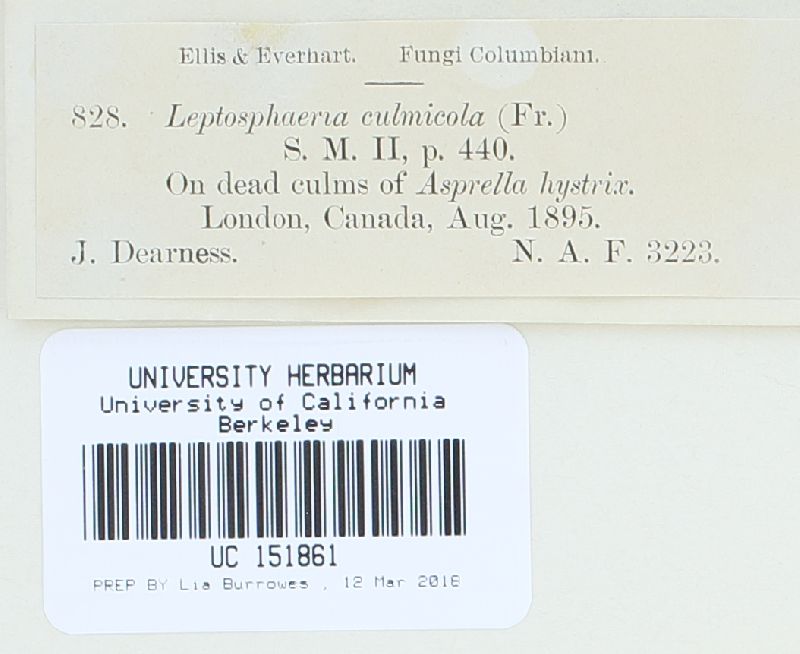 Ellis & Everhart. Fungi Columbiani.
828. Leptosphaeria culmicola (Fr.)
S. M. II, p. 440.
On dead culms of Asprella hystrix.
London, Canada, Aug. 1895.
J. Dearness. N. A. F. 3223.
UNIVERSITY HERBARIUM
University of California
Berkeley
UC 151861
PREP BY Lia Burrowes , 12 Mar 2016